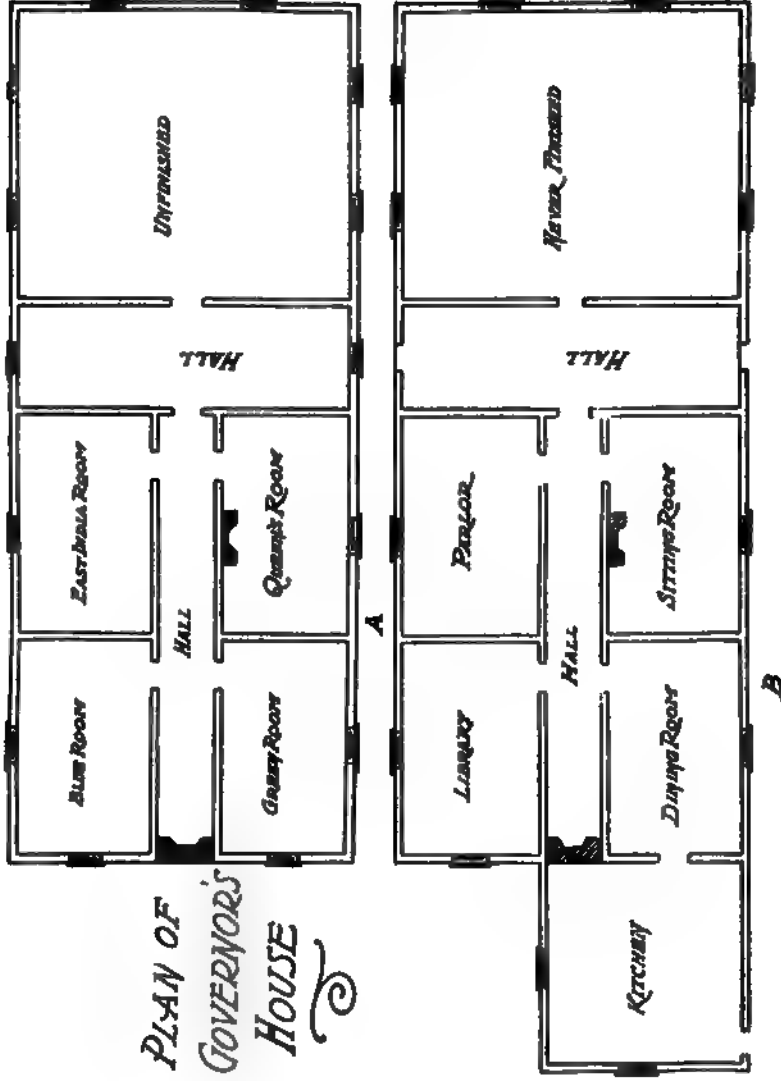 PLAN OF
GOVERNOR'S
HOUSE
BLUE ROOM
EAST INDIA ROOM
HALL
UNFINISHED
HALL
GREEN ROOM
QUEEN'S ROOM
A
LIBRARY
PARLOR
HALL
NEVER FINISHED
HALL
KITCHEN
DINING ROOM
SITTING ROOM
B